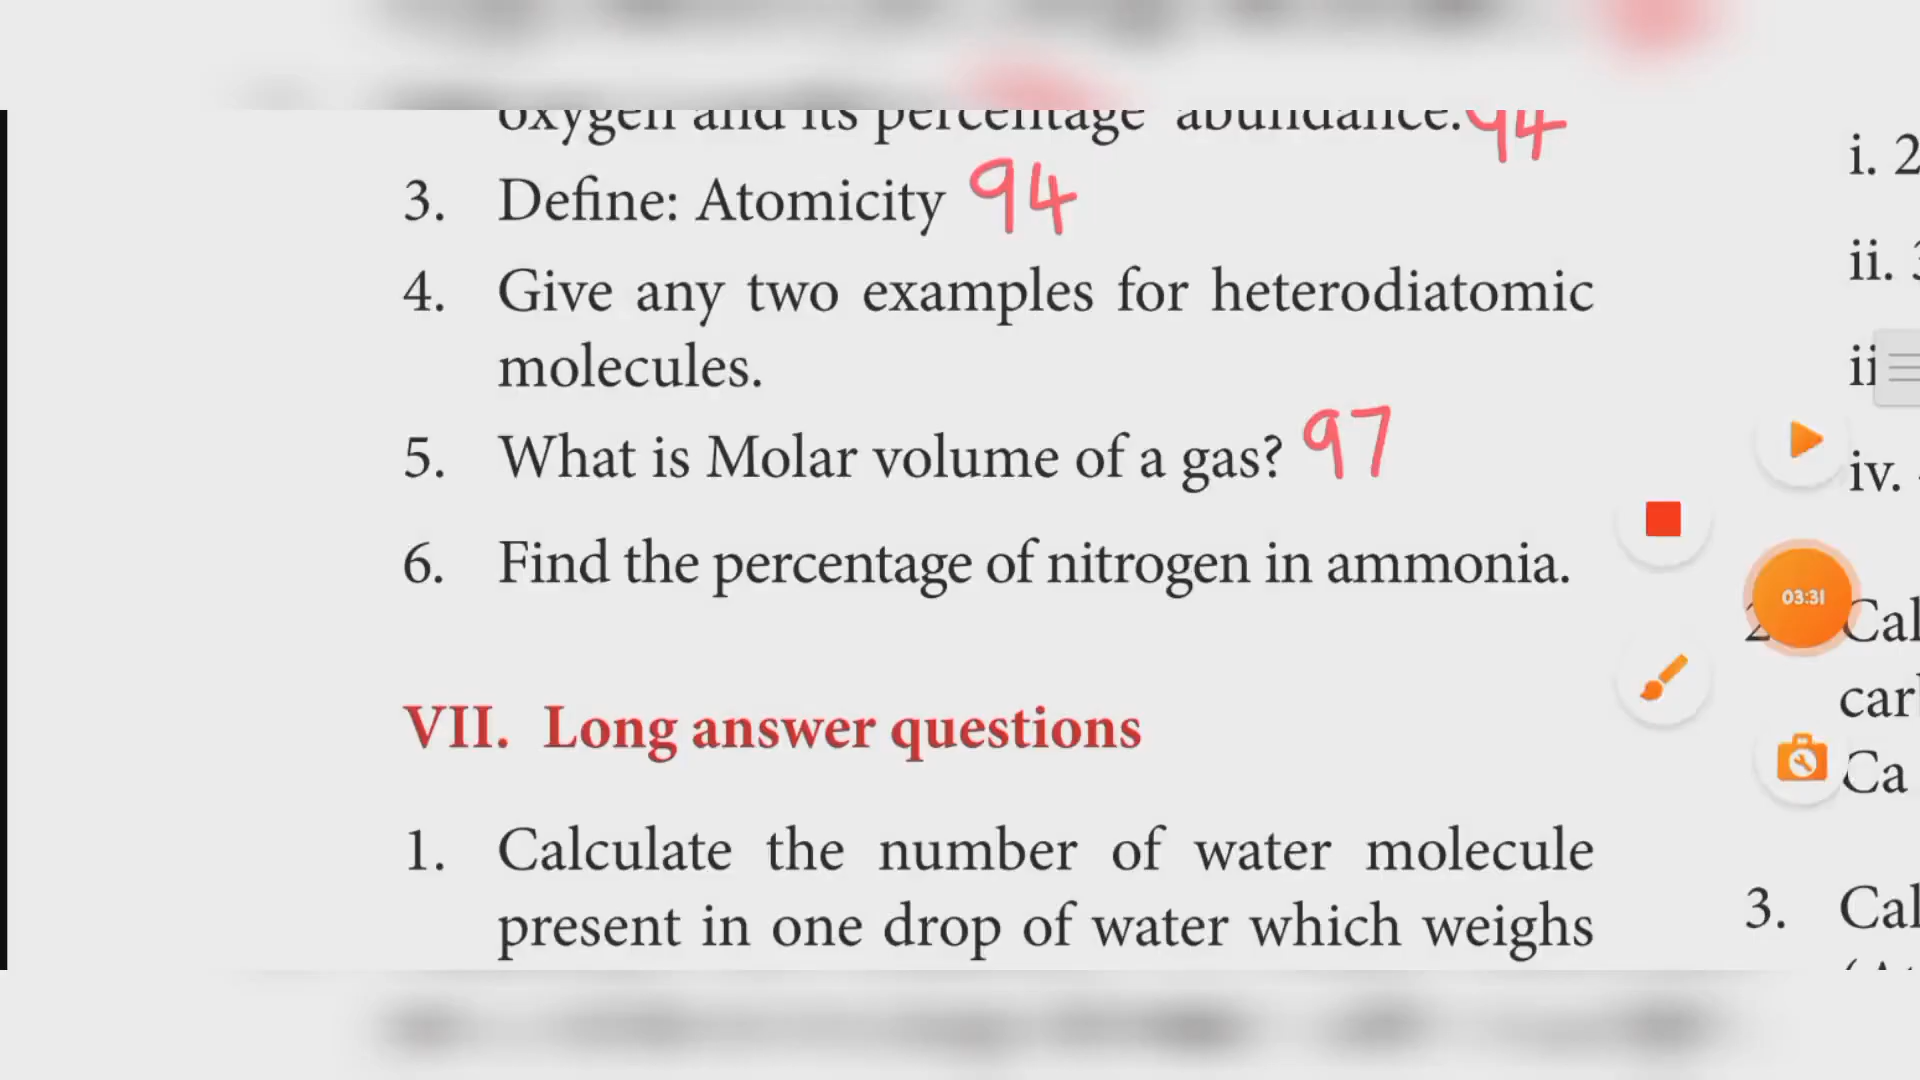 oxygen and its percentage abundance. 94
3. Define: Atomicity 94
4. Give any two examples for heterodiatomic
molecules.
5. What is Molar volume of a gas? 97
6. Find the percentage of nitrogen in ammonia.
VII. Long answer questions
1. Calculate the number of water molecule
present in one drop of water which weighs
i. 2
ii. 3
ii
iv.
03:31
2
Cal
car
Ca
3. Cal